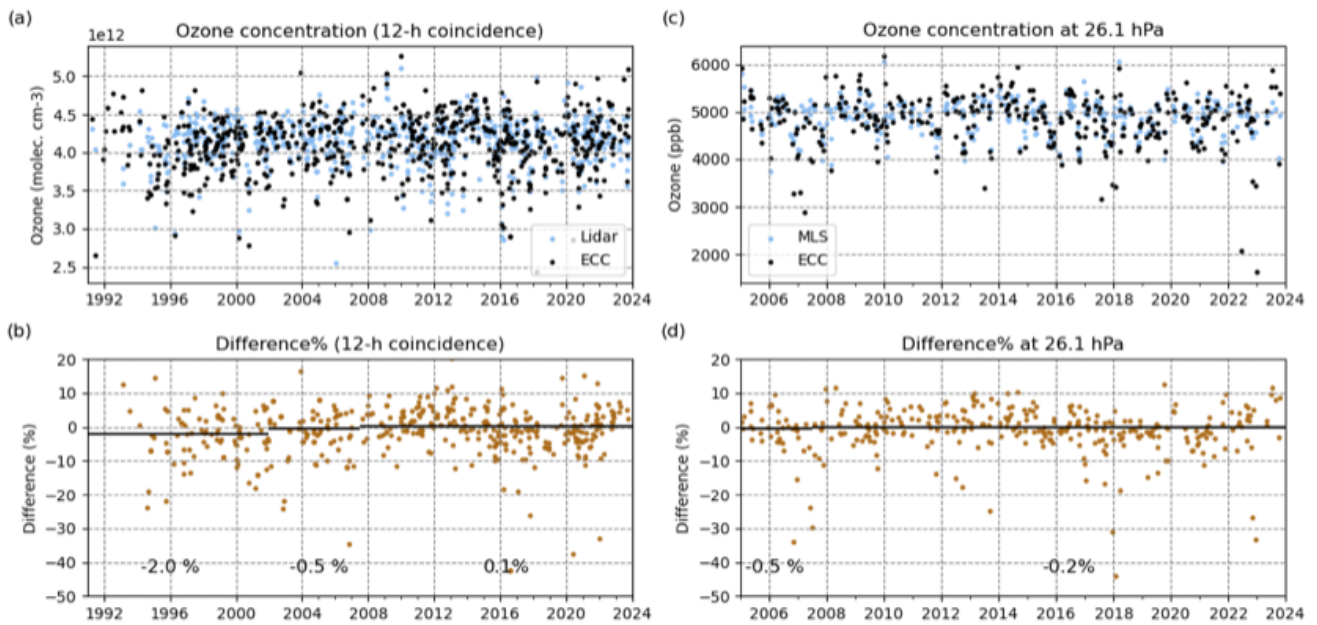 (a)
1e12
Ozone concentration (12-h coincidence)
Ozone (molec. cm-3)
5.0
4.5
4.0
3.5
3.0
2.5
Lidar
ECC
1992 1996 2000 2004 2008 2012 2016 2020 2024
(c)
Ozone concentration at 26.1 hPa
Ozone (ppb)
6000
5000
4000
3000
2000
MLS
ECC
2006 2008 2010 2012 2014 2016 2018 2020 2022 2024
(b)
Difference% (12-h coincidence)
Difference (%)
20
10
0
−10
−20
−30
−40
−50
-2.0 % -0.5 % 0.1%
1992 1996 2000 2004 2008 2012 2016 2020 2024
(d)
Difference% at 26.1 hPa
Difference (%)
20
10
0
−10
−20
−30
−40
−50
-0.5 % -0.2%
2006 2008 2010 2012 2014 2016 2018 2020 2022 2024